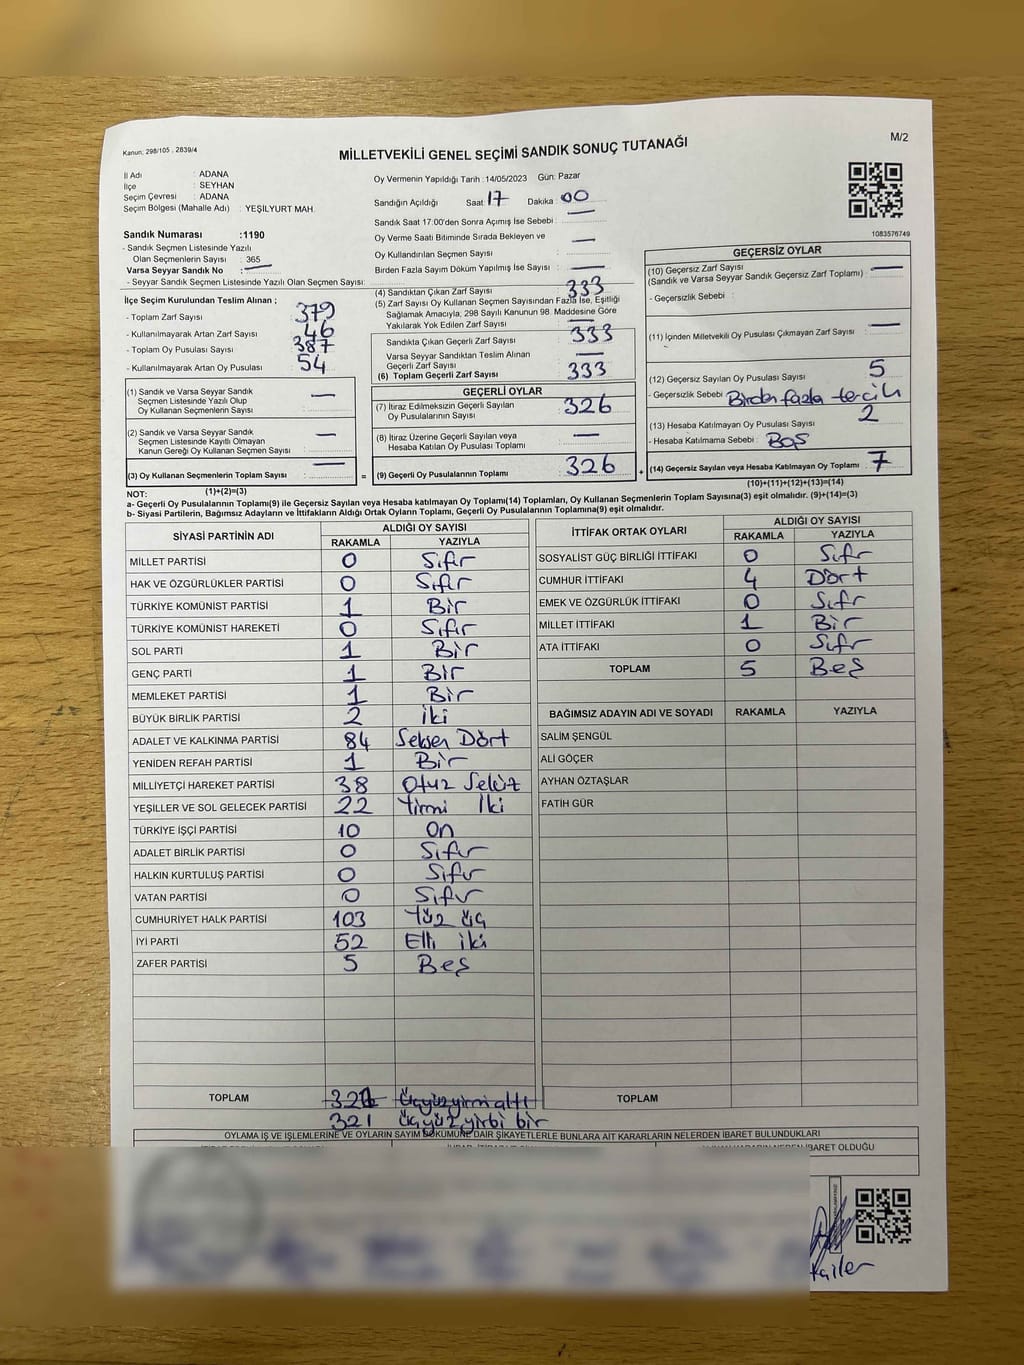 Kanun: 298/105 . 2839/4
MİLLETVEKİLİ GENEL SEÇİMİ SANDIK SONUÇ TUTANAĞI
M/2
İl Adı : ADANA
İlçe : SEYHAN
Seçim Çevresi : ADANA
Seçim Bölgesi (Mahalle Adı) : YEŞİLYURT MAH.
Oy Vermenin Yapıldığı Tarih : 14/05/2023 Gün: Pazar
Sandığın Açıldığı Saat: 17 Dakika : 00
Sandık Saat 17:00'den Sonra Açımış İse Sebebi : —
Oy Verme Saati Bitiminde Sırada Bekleyen ve
Oy Kullandırılan Seçmen Sayısı : —
Birden Fazla Sayım Döküm Yapılmış İse Sayısı : —
1083576749
Sandık Numarası : 1190
- Sandık Seçmen Listesinde Yazılı
Olan Seçmenlerin Sayısı : 365
Varsa Seyyar Sandık No : —
- Seyyar Sandık Seçmen Listesinde Yazılı Olan Seçmen Sayısı:
İlçe Seçim Kurulundan Teslim Alınan ;
- Toplam Zarf Sayısı : 379
- Kullanılmayarak Artan Zarf Sayısı : 46
- Toplam Oy Pusulası Sayısı : 387
- Kullanılmayarak Artan Oy Pusulası : 54
(4) Sandıktan Çıkan Zarf Sayısı : 333
(5) Zarf Sayısı Oy Kullanan Seçmen Sayısından Fazla İse, Eşitliği
Sağlamak Amacıyla, 298 Sayılı Kanunun 98. Maddesine Göre
Yakılarak Yok Edilen Zarf Sayısı : —
Sandıkta Çıkan Geçerli Zarf Sayısı : 333
Varsa Seyyar Sandıktan Teslim Alınan
Geçerli Zarf Sayısı : —
(6) Toplam Geçerli Zarf Sayısı : 333
GEÇERSİZ OYLAR
(10) Geçersiz Zarf Sayısı : —
(Sandık ve Varsa Seyyar Sandık Geçersiz Zarf Toplamı)
- Geçersizlik Sebebi :
(11) İçinden Milletvekili Oy Pusulası Çıkmayan Zarf Sayısı : —
(12) Geçersiz Sayılan Oy Pusulası Sayısı : 5
- Geçersizlik Sebebi : Birden fazla tercih
(13) Hesaba Katılmayan Oy Pusulası Sayısı : 2
- Hesaba Katılmama Sebebi : Boş
(14) Geçersiz Sayılan veya Hesaba Katılmayan Oy Toplamı : 7
(10)+(11)+(12)+(13)=(14)
(1) Sandık ve Varsa Seyyar Sandık
Seçmen Listesinde Yazılı Olup
Oy Kullanan Seçmenlerin Sayısı : —
(2) Sandık ve Varsa Seyyar Sandık
Seçmen Listesinde Kayıtlı Olmayan
Kanun Gereği Oy Kullanan Seçmen Sayısı : —
(3) Oy Kullanan Seçmenlerin Toplam Sayısı : —
(1)+(2)=(3)
GEÇERLİ OYLAR
(7) İtiraz Edilmeksizin Geçerli Sayılan
Oy Pusulalarının Sayısı : 326
(8) İtiraz Üzerine Geçerli Sayılan veya
Hesaba Katılan Oy Pusulası Toplamı : —
= (9) Geçerli Oy Pusulalarının Toplamı : 326 +
NOT:
a- Geçerli Oy Pusulalarının Toplamı(9) ile Geçersiz Sayılan veya Hesaba katılmayan Oy Toplamı(14) Toplamları, Oy Kullanan Seçmenlerin Toplam Sayısına(3) eşit olmalıdır. (9)+(14)=(3)
b- Siyasi Partilerin, Bağımsız Adayların ve İttifakların Aldığı Ortak Oyların Toplamı, Geçerli Oy Pusulalarının Toplamına(9) eşit olmalıdır.
SİYASİ PARTİNİN ADI ALDIĞI OY SAYISI
RAKAMLA YAZIYLA
MİLLET PARTİSİ 0 Sıfır
HAK VE ÖZGÜRLÜKLER PARTİSİ 0 Sıfır
TÜRKİYE KOMÜNİST PARTİSİ 1 Bir
TÜRKİYE KOMÜNİST HAREKETİ 0 Sıfır
SOL PARTİ 1 Bir
GENÇ PARTİ 1 Bir
MEMLEKET PARTİSİ 1 Bir
BÜYÜK BİRLİK PARTİSİ 2 İki
ADALET VE KALKINMA PARTİSİ 84 Seksen Dört
YENİDEN REFAH PARTİSİ 1 Bir
MİLLİYETÇİ HAREKET PARTİSİ 38 Otuz Sekiz
YEŞİLLER VE SOL GELECEK PARTİSİ 22 Yirmi İki
TÜRKİYE İŞÇİ PARTİSİ 10 On
ADALET BİRLİK PARTİSİ 0 Sıfır
HALKIN KURTULUŞ PARTİSİ 0 Sıfır
VATAN PARTİSİ 0 Sıfır
CUMHURİYET HALK PARTİSİ 103 Yüz üç
İYİ PARTİ 52 Elli iki
ZAFER PARTİSİ 5 Beş
TOPLAM 326 Üçyüzyirmialtı
321 Üçyüzyirbi bir
İTTİFAK ORTAK OYLARI ALDIĞI OY SAYISI
RAKAMLA YAZIYLA
SOSYALİST GÜÇ BİRLİĞİ İTTİFAKI 0 Sıfır
CUMHUR İTTİFAKI 4 Dört
EMEK VE ÖZGÜRLÜK İTTİFAKI 0 Sıfır
MİLLET İTTİFAKI 1 Bir
ATA İTTİFAKI 0 Sıfır
TOPLAM 5 Beş
BAĞIMSIZ ADAYIN ADI VE SOYADI RAKAMLA YAZIYLA
SALİM ŞENGÜL
ALİ GÖÇER
AYHAN ÖZTAŞLAR
FATİH GÜR
TOPLAM
OYLAMA İŞ VE İŞLEMLERİNE VE OYLARIN SAYIM DÖKÜMÜNE DAİR ŞİKAYETLERLE BUNLARA AİT KARARLARIN NELERDEN İBARET BULUNDUKLARI
İBARET OLDUĞU